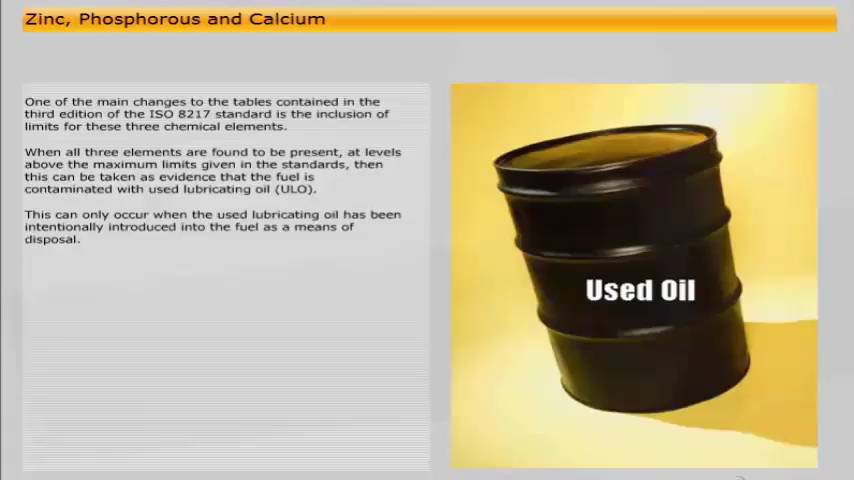 Zinc, Phosphorous and Calcium
One of the main changes to the tables contained in the
third edition of the ISO 8217 standard is the inclusion of
limits for these three chemical elements.
When all three elements are found to be present, at levels
above the maximum limits given in the standards, then
this can be taken as evidence that the fuel is
contaminated with used lubricating oil (ULO).
This can only occur when the used lubricating oil has been
intentionally introduced into the fuel as a means of
disposal.
Used Oil